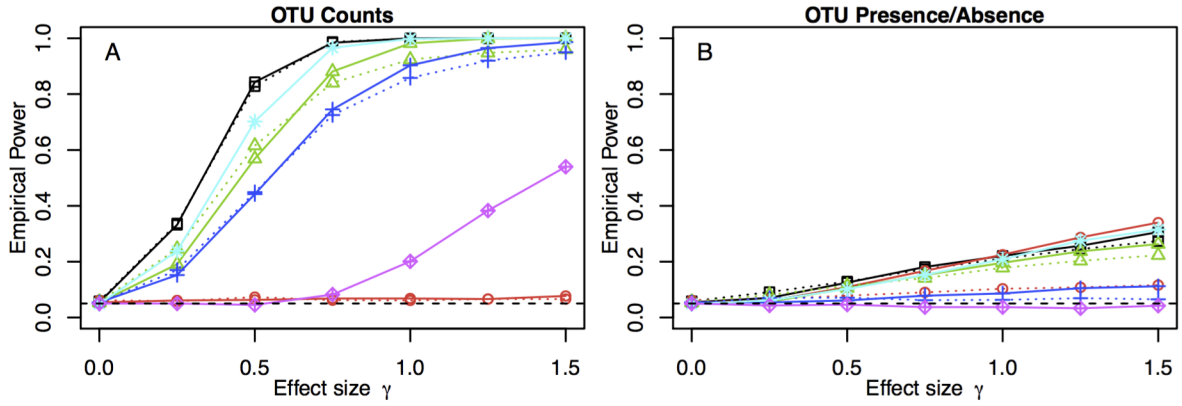 OTU Counts
A
Empirical Power
1.0
0.8
0.6
0.4
0.2
0.0
0.0 0.5 1.0 1.5
Effect size γ
OTU Presence/Absence
B
Empirical Power
1.0
0.8
0.6
0.4
0.2
0.0
0.0 0.5 1.0 1.5
Effect size γ